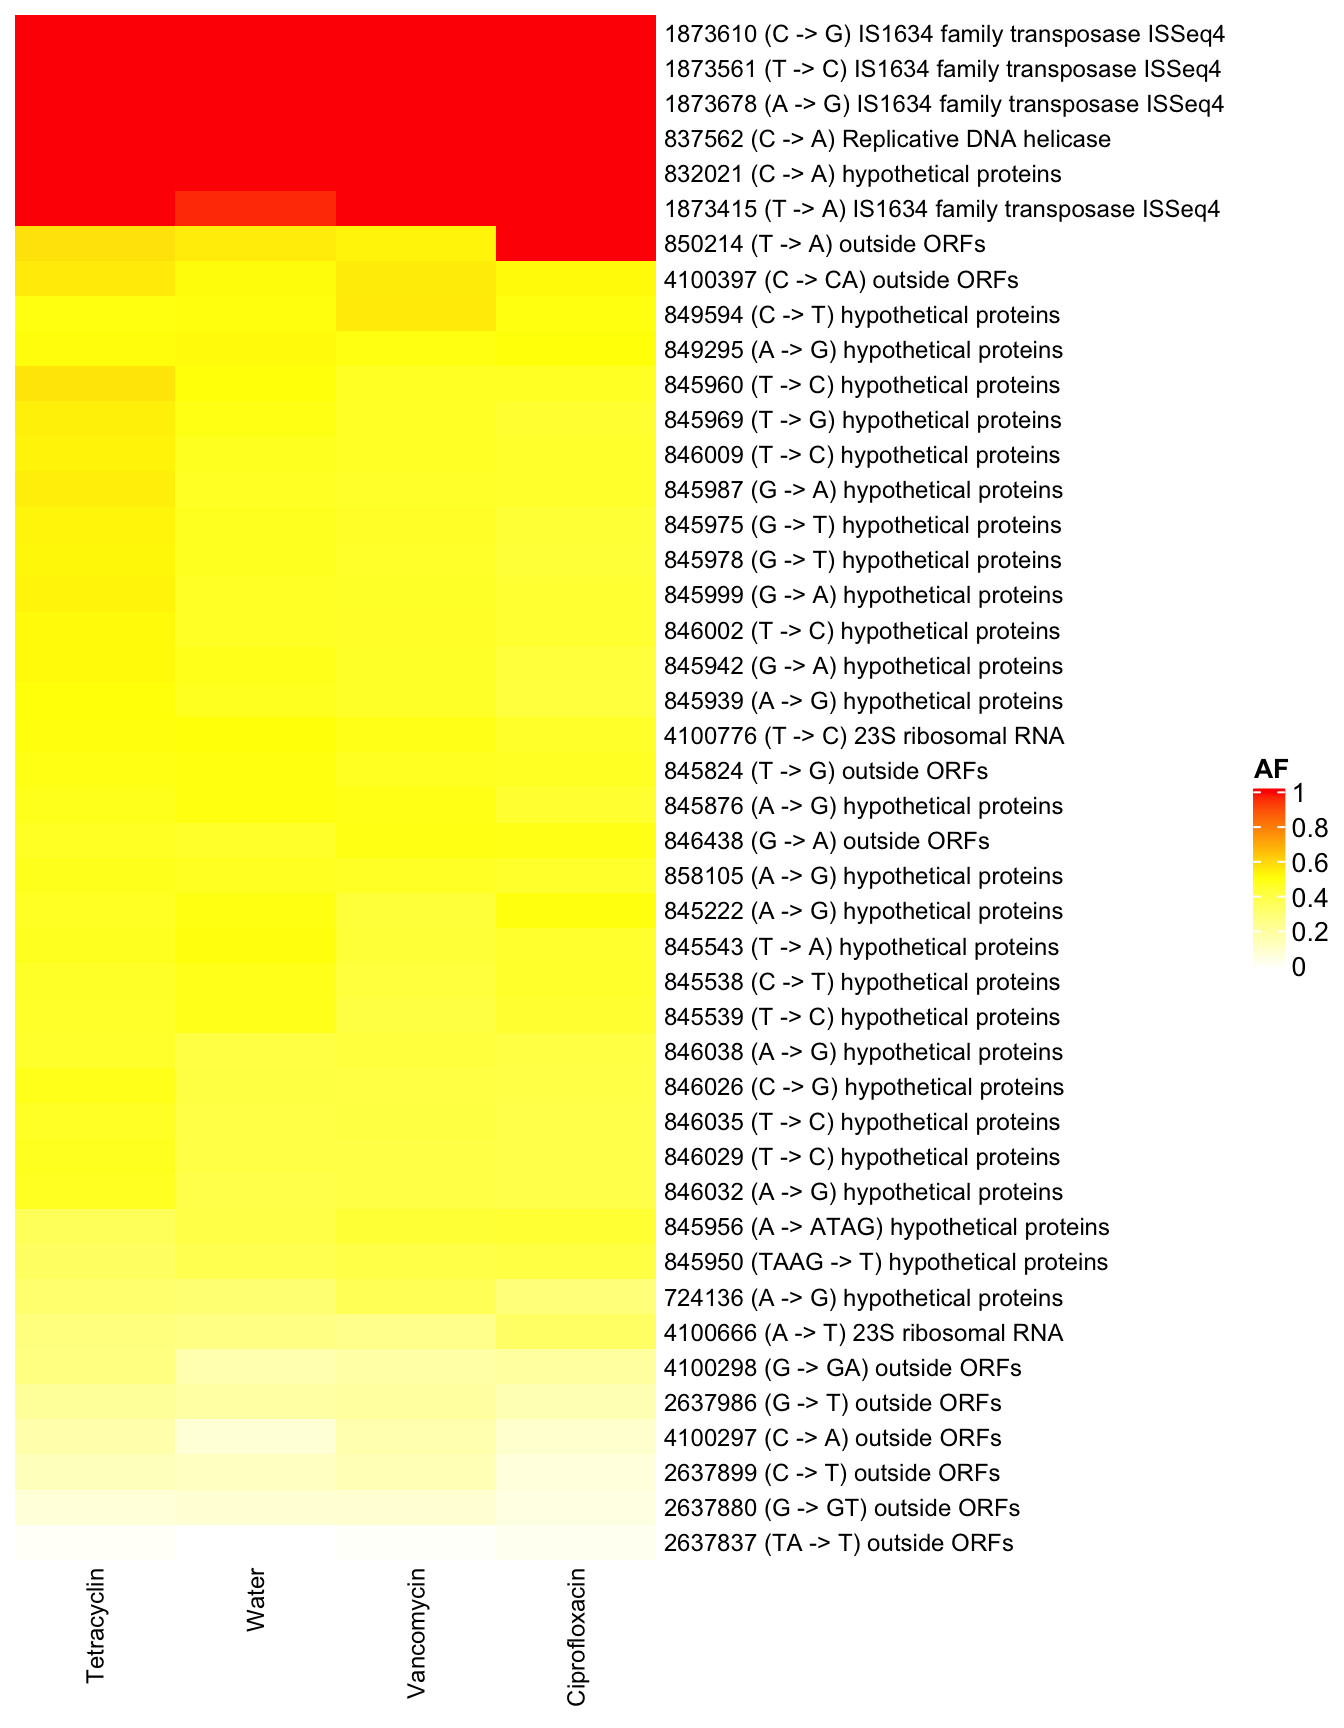 1873610 (C -> G) IS1634 family transposase ISSeq4
1873561 (T -> C) IS1634 family transposase ISSeq4
1873678 (A -> G) IS1634 family transposase ISSeq4
837562 (C -> A) Replicative DNA helicase
832021 (C -> A) hypothetical proteins
1873415 (T -> A) IS1634 family transposase ISSeq4
850214 (T -> A) outside ORFs
4100397 (C -> CA) outside ORFs
849594 (C -> T) hypothetical proteins
849295 (A -> G) hypothetical proteins
845960 (T -> C) hypothetical proteins
845969 (T -> G) hypothetical proteins
846009 (T -> C) hypothetical proteins
845987 (G -> A) hypothetical proteins
845975 (G -> T) hypothetical proteins
845978 (G -> T) hypothetical proteins
845999 (G -> A) hypothetical proteins
846002 (T -> C) hypothetical proteins
845942 (G -> A) hypothetical proteins
845939 (A -> G) hypothetical proteins
4100776 (T -> C) 23S ribosomal RNA
845824 (T -> G) outside ORFs
845876 (A -> G) hypothetical proteins
846438 (G -> A) outside ORFs
858105 (A -> G) hypothetical proteins
845222 (A -> G) hypothetical proteins
845543 (T -> A) hypothetical proteins
845538 (C -> T) hypothetical proteins
845539 (T -> C) hypothetical proteins
846038 (A -> G) hypothetical proteins
846026 (C -> G) hypothetical proteins
846035 (T -> C) hypothetical proteins
846029 (T -> C) hypothetical proteins
846032 (A -> G) hypothetical proteins
845956 (A -> ATAG) hypothetical proteins
845950 (TAAG -> T) hypothetical proteins
724136 (A -> G) hypothetical proteins
4100666 (A -> T) 23S ribosomal RNA
4100298 (G -> GA) outside ORFs
2637986 (G -> T) outside ORFs
4100297 (C -> A) outside ORFs
2637899 (C -> T) outside ORFs
2637880 (G -> GT) outside ORFs
2637837 (TA -> T) outside ORFs
Tetracyclin
Water
Vancomycin
Ciprofloxacin
AF
1
0.8
0.6
0.4
0.2
0